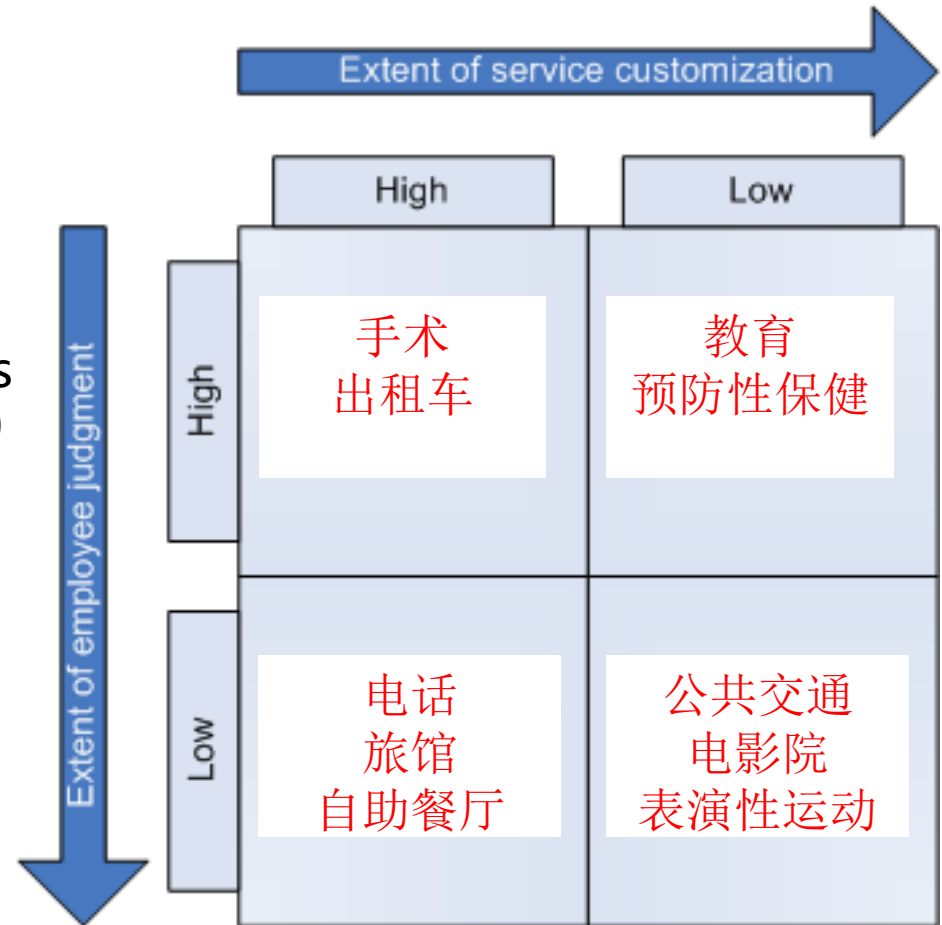 Extent of service customization
High
Low
Extent of employee judgment
High
手术
出租车
教育
预防性保健
Low
电话
旅馆
自助餐厅
公共交通
电影院
表演性运动
s
)